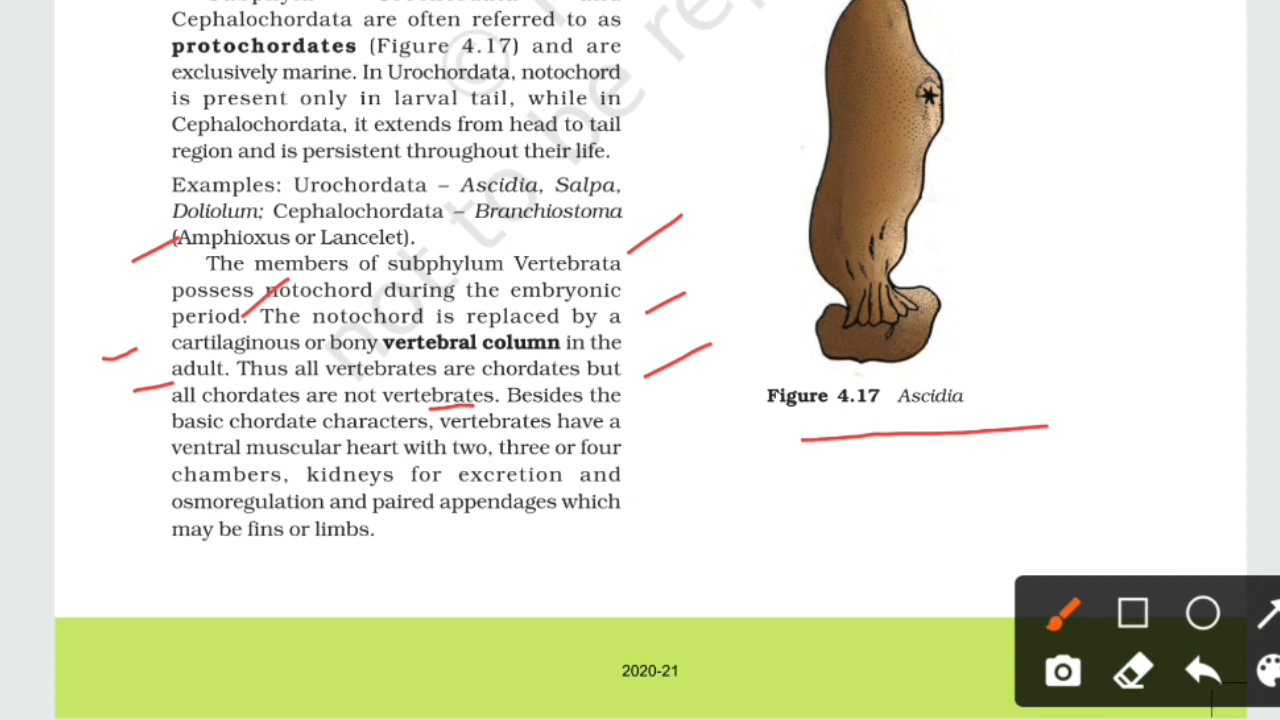 Cephalochordata are often referred to as
protochordates (Figure 4.17) and are
exclusively marine. In Urochordata, notochord
is present only in larval tail, while in
Cephalochordata, it extends from head to tail
region and is persistent throughout their life.
Examples: Urochordata – Ascidia, Salpa,
Doliolum; Cephalochordata – Branchiostoma
(Amphioxus or Lancelet).
The members of subphylum Vertebrata
possess notochord during the embryonic
period. The notochord is replaced by a
cartilaginous or bony vertebral column in the
adult. Thus all vertebrates are chordates but
all chordates are not vertebrates. Besides the
basic chordate characters, vertebrates have a
ventral muscular heart with two, three or four
chambers, kidneys for excretion and
osmoregulation and paired appendages which
may be fins or limbs.
Figure 4.17 Ascidia
not to be re
©
2020-21